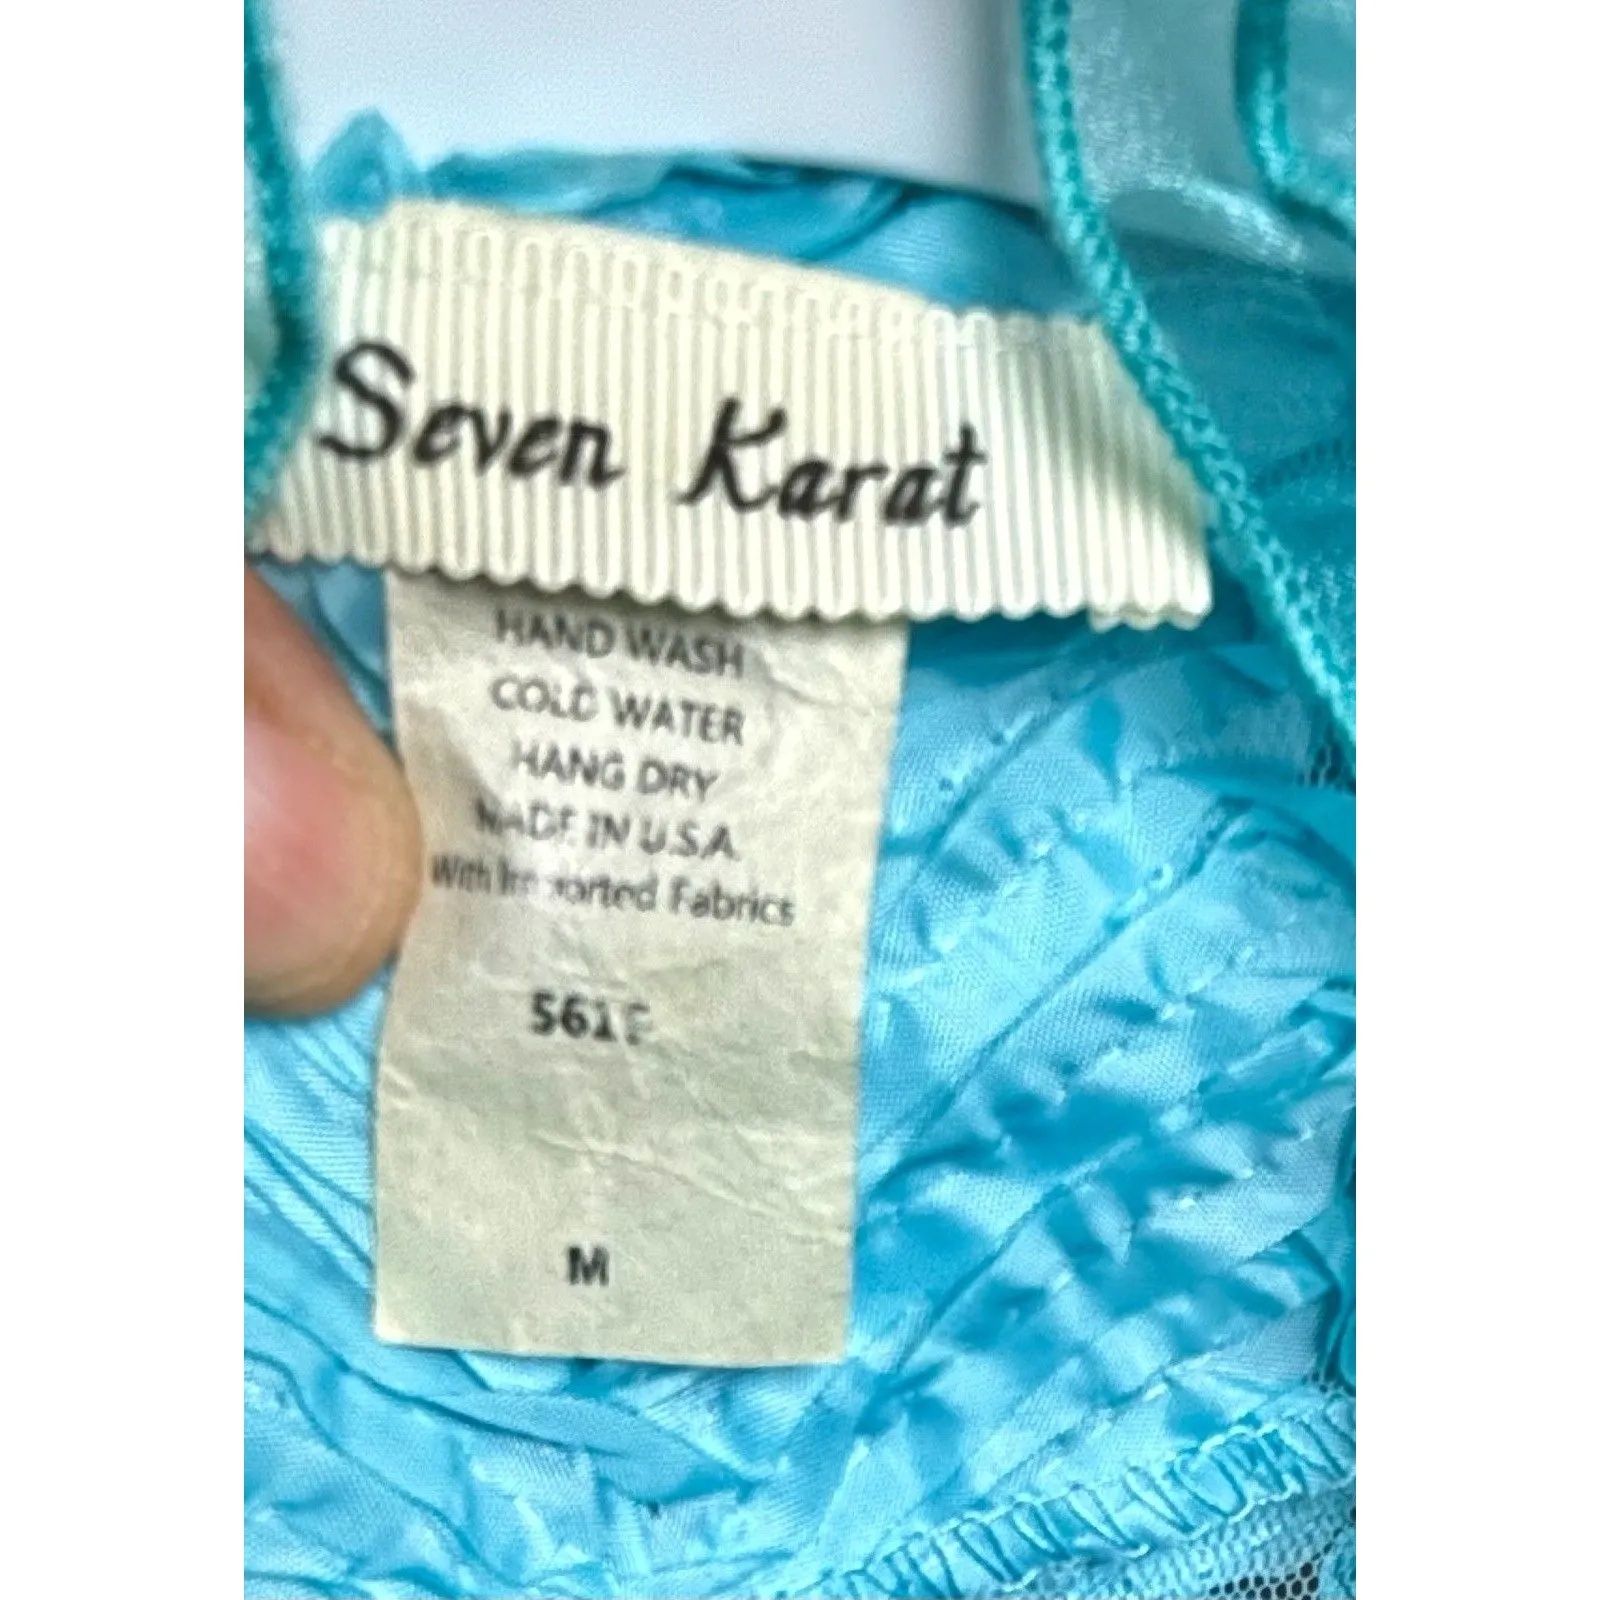 Seven Karat
HAND WASH
COLD WATER
HANG DRY
MADE IN U.S.A.
With Imported Fabrics
M